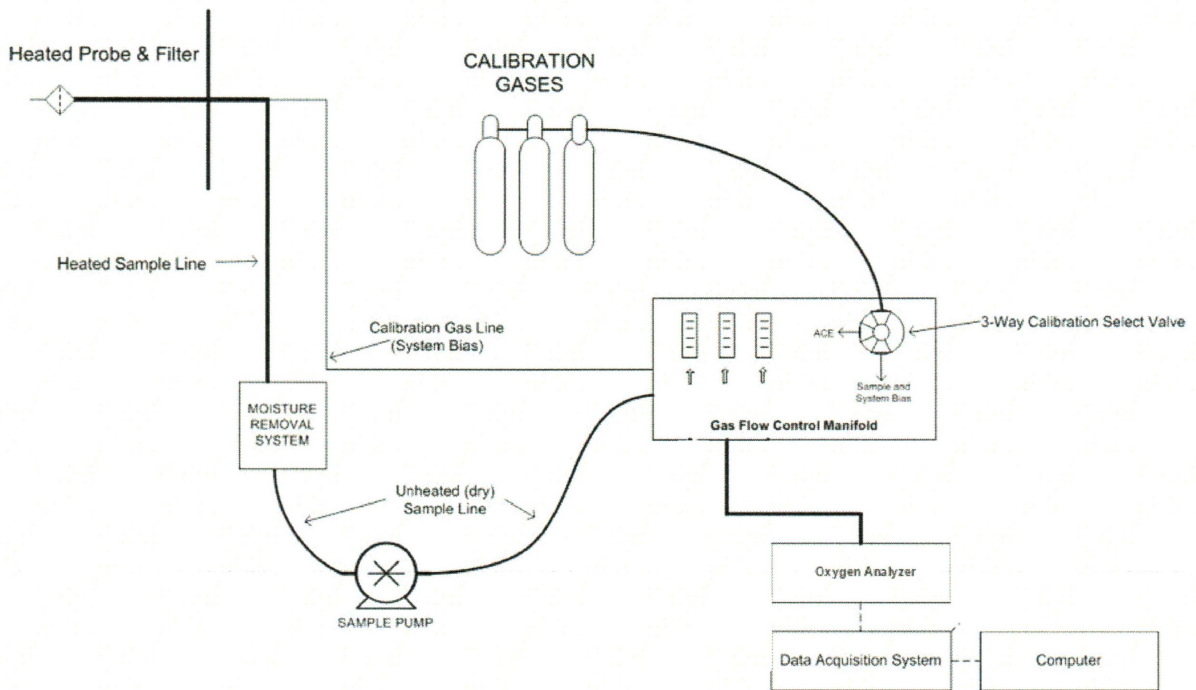 Heated Probe & Filter
CALIBRATION
GASES
Heated Sample Line
Calibration Gas Line
(System Bias)
ACE
3-Way Calibration Select Valve
Sample and
System Bias
Gas Flow Control Manifold
MOISTURE
REMOVAL
SYSTEM
Unheated (dry)
Sample Line
SAMPLE PUMP
Oxygen Analyzer
Data Acquisition System
Computer